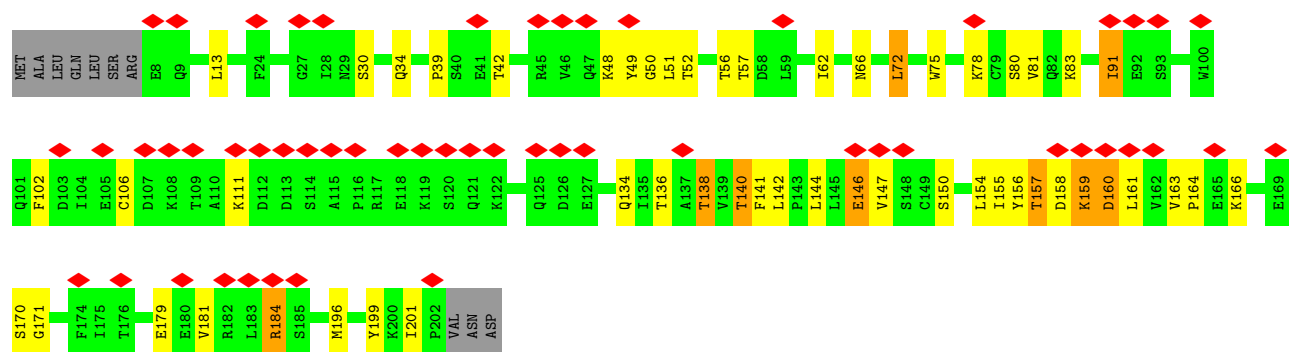 MET ALA LEU GLN LEU SER ARG E8 Q9 L13 F24 G27 I28 N29 S30 Q34 P39 S40 E41 T42 R45 V46 Q47 K48 Y49 G50 L51 T52 T56 T57 D58 L59 I62 N66 L72 W75 K78 C79 S80 V81 Q82 K83 I91 E92 S93 W100
Q101 F102 D103 I104 E105 C106 D107 K108 T109 A110 K111 D112 D113 S114 A115 P116 R117 E118 K119 S120 Q121 K122 Q125 D126 E127 Q134 I135 T136 A137 T138 V139 T140 F141 L142 P143 L144 L145 E146 V147 S148 G149 S150 L154 I155 Y156 T157 D158 K159 D160 L161 V162 V163 P164 E165 K166 E169
S170 G171 F174 I175 T176 E179 E180 V181 R182 L183 R184 S185 M196 Y199 K200 I201 P202 VAL ASN ASP